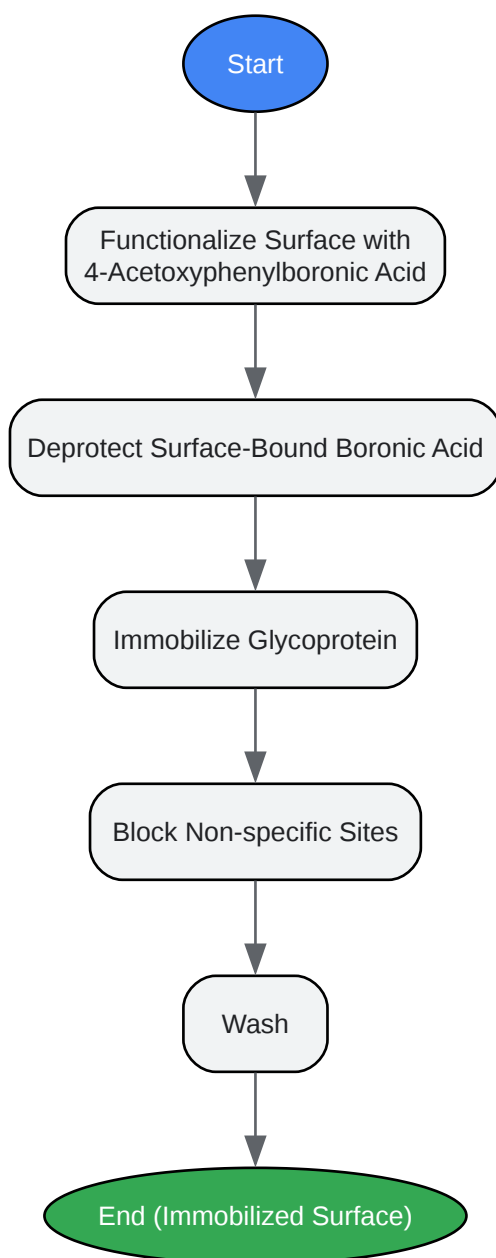 Start
Functionalize Surface with
4-Acetoxyphenylboronic Acid
Deprotect Surface-Bound Boronic Acid
Immobilize Glycoprotein
Block Non-specific Sites
Wash
End (Immobilized Surface)